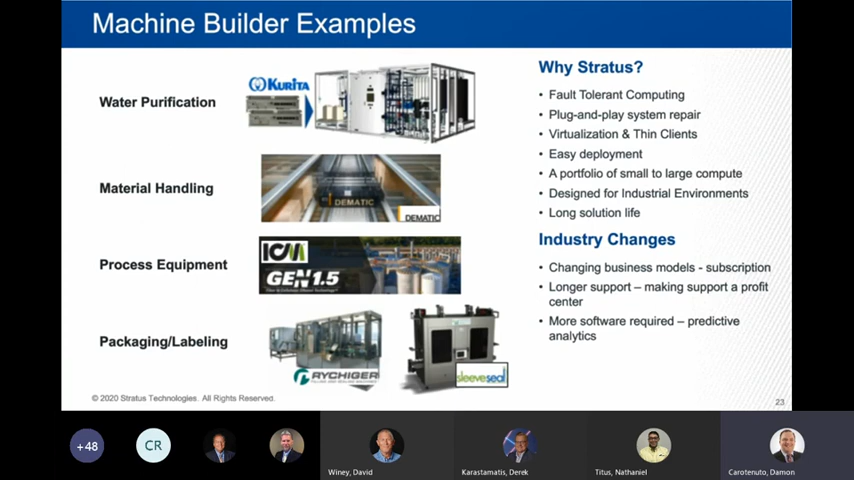 Machine Builder Examples
Water Purification
KURITA
Material Handling
DEMATIC
DEMATIC
Process Equipment
ICM
GEN 1.5
Packaging/Labeling
RYCHIGER
sleeveseal
Why Stratus?
• Fault Tolerant Computing
• Plug-and-play system repair
• Virtualization & Thin Clients
• Easy deployment
• A portfolio of small to large compute
• Designed for Industrial Environments
• Long solution life
Industry Changes
• Changing business models - subscription
• Longer support – making support a profit
center
• More software required – predictive
analytics
© 2020 Stratus Technologies. All Rights Reserved.
23
+48
CR
Winey, David
Karastamatis, Derek
Titus, Nathaniel
Carotenuto, Damon